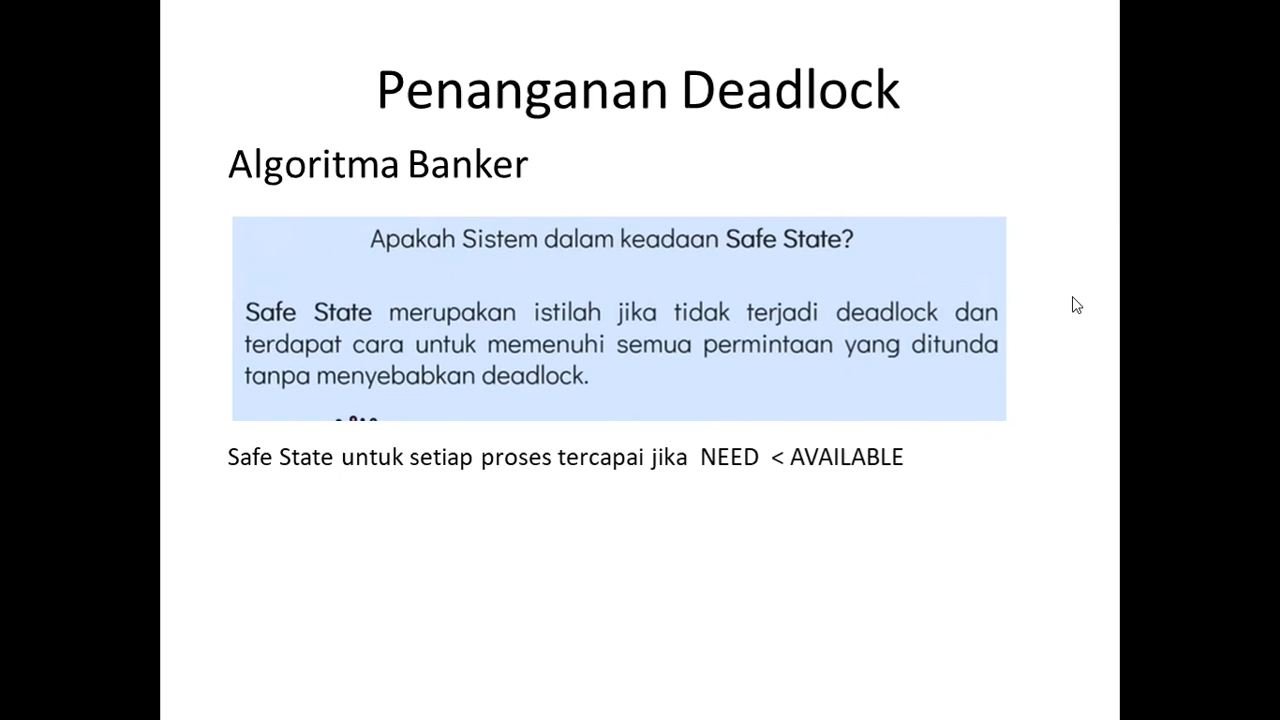 Penanganan Deadlock
Algoritma Banker
Apakah Sistem dalam keadaan Safe State?
Safe State merupakan istilah jika tidak terjadi deadlock dan
terdapat cara untuk memenuhi semua permintaan yang ditunda
tanpa menyebabkan deadlock.
Safe State untuk setiap proses tercapai jika NEED < AVAILABLE